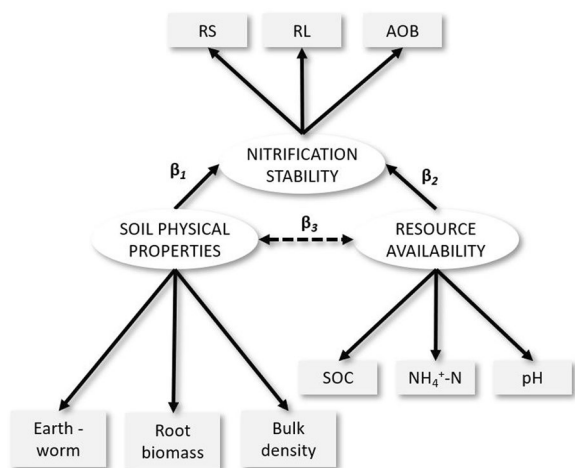 RS
RL
AOB
NITRIFICATION
STABILITY
β1
β2
SOIL PHYSICAL
PROPERTIES
β3
RESOURCE
AVAILABILITY
SOC
NH4+-N
pH
Earth -
worm
Root
biomass
Bulk
density